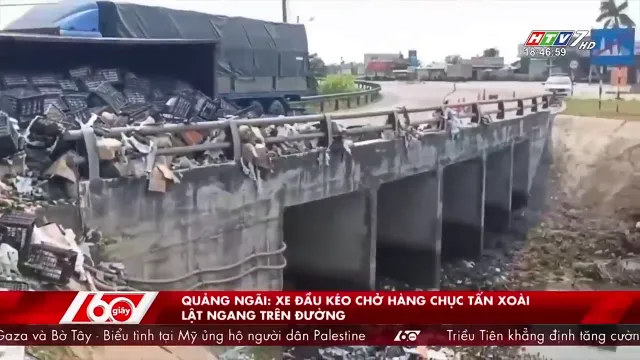 HTV7 HD
18:46:59
60 giây
QUẢNG NGÃI: XE ĐẦU KÉO CHỞ HÀNG CHỤC TẤN XOÀI
LẬT NGANG TRÊN ĐƯỜNG
Gaza và Bờ Tây - Biểu tình tại Mỹ ủng hộ người dân Palestine
60 giây
Triều Tiên khẳng định tăng cườn